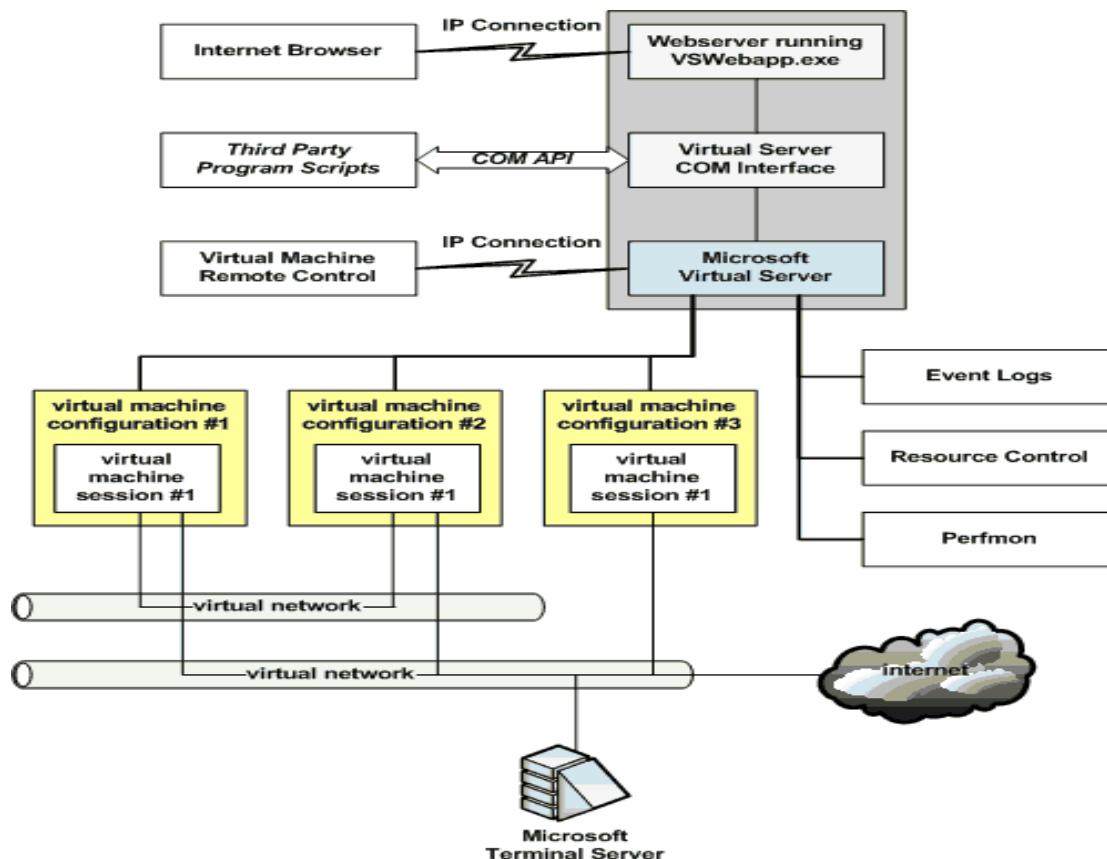 IP Connection
Internet Browser
Webserver running
VSWebapp.exe
Third Party
Program Scripts
COM API
Virtual Server
COM Interface
IP Connection
Virtual Machine
Remote Control
Microsoft
Virtual Server
Event Logs
Resource Control
Perfmon
virtual machine
configuration #1
virtual
machine
session #1
virtual machine
configuration #2
virtual
machine
session #1
virtual machine
configuration #3
virtual
machine
session #1
virtual network
virtual network
internet
Microsoft
Terminal Server